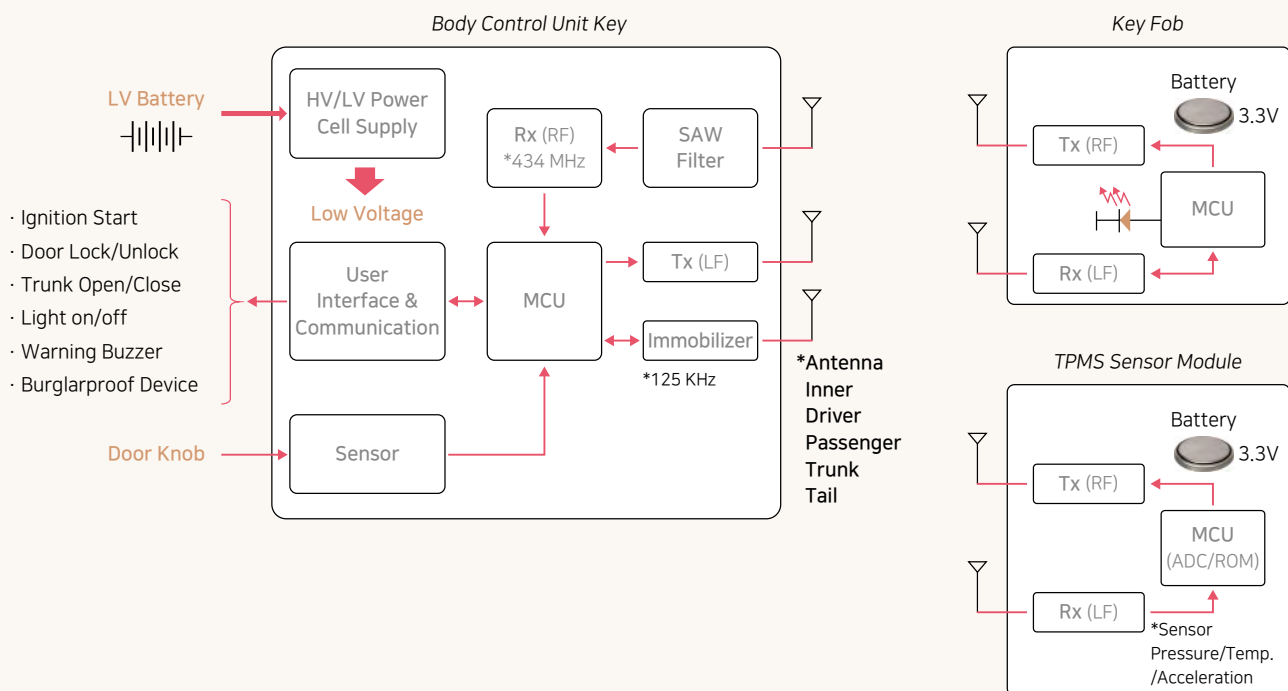 Body Control Unit Key
LV Battery
HV/LV Power
Cell Supply
Low Voltage
Rx (RF)
*434 MHz
SAW
Filter
· Ignition Start
· Door Lock/Unlock
· Trunk Open/Close
· Light on/off
· Warning Buzzer
· Burglarproof Device
User
Interface &
Communication
MCU
Tx (LF)
Immobilizer
*125 KHz
*Antenna
Inner
Driver
Passenger
Trunk
Tail
Door Knob
Sensor
Key Fob
Battery
3.3V
Tx (RF)
MCU
Rx (LF)
TPMS Sensor Module
Battery
3.3V
Tx (RF)
MCU
(ADC/ROM)
Rx (LF)
*Sensor
Pressure/Temp.
/Acceleration